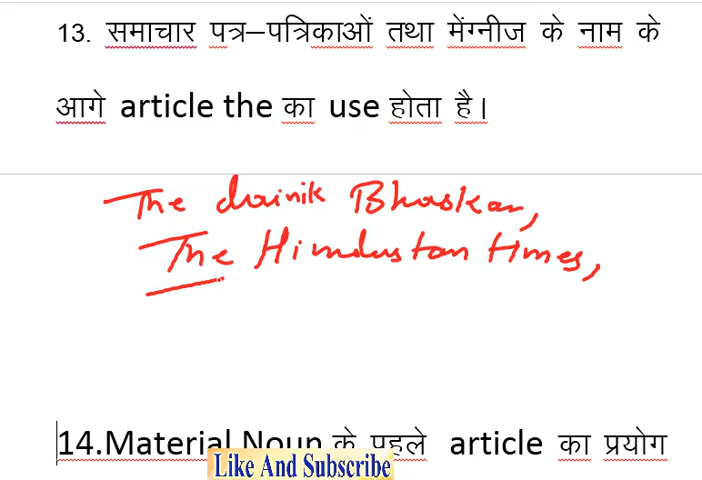 13. समाचार पत्र–पत्रिकाओं तथा मेंग्नीज के नाम के
आगे article the का use होता है।
The dainik Bhaskar,
The Hindustan times,
14.Material Noun के पहले article का प्रयोग
Like And Subscribe